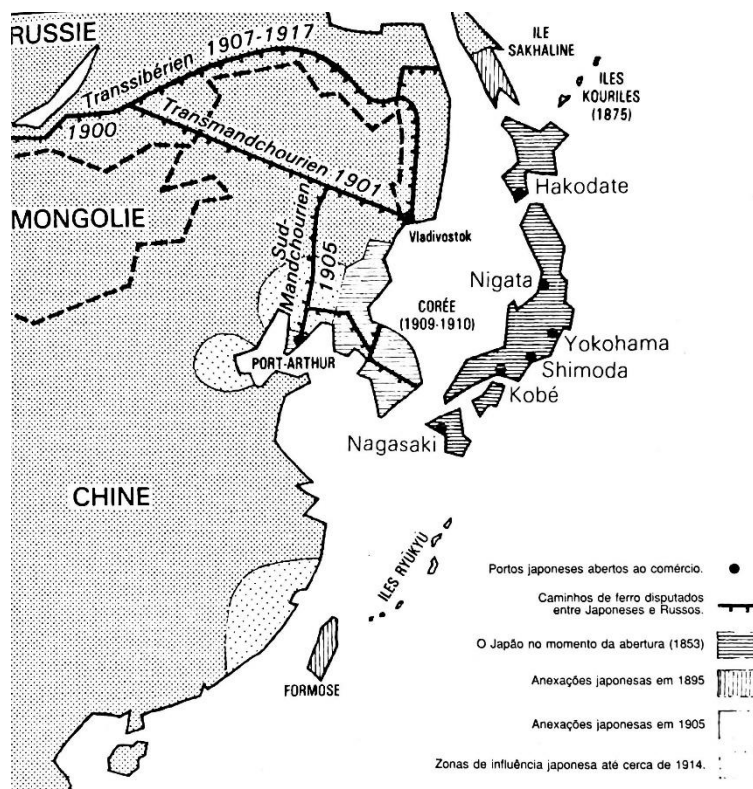 RUSSIE
Transsibérien 1907-1917
1900
Transmandchourien 1901
MONGOLIE
Sud-
Mandchourien
1905
Vladivostok
ILE
SAKHALINE
ILES
KOURILES
(1875)
Hakodate
Nigata
CORÉE
(1909-1910)
Yokohama
Shimoda
Kobé
PORT-ARTHUR
Nagasaki
CHINE
ILES RYÜKYÜ
FORMOSE
Portos japoneses abertos ao comércio.
Caminhos de ferro disputados
entre Japoneses e Russos.
O Japão no momento da abertura (1853)
Anexações japonesas em 1895
Anexações japonesas em 1905
Zonas de influência japonesa até cerca de 1914.